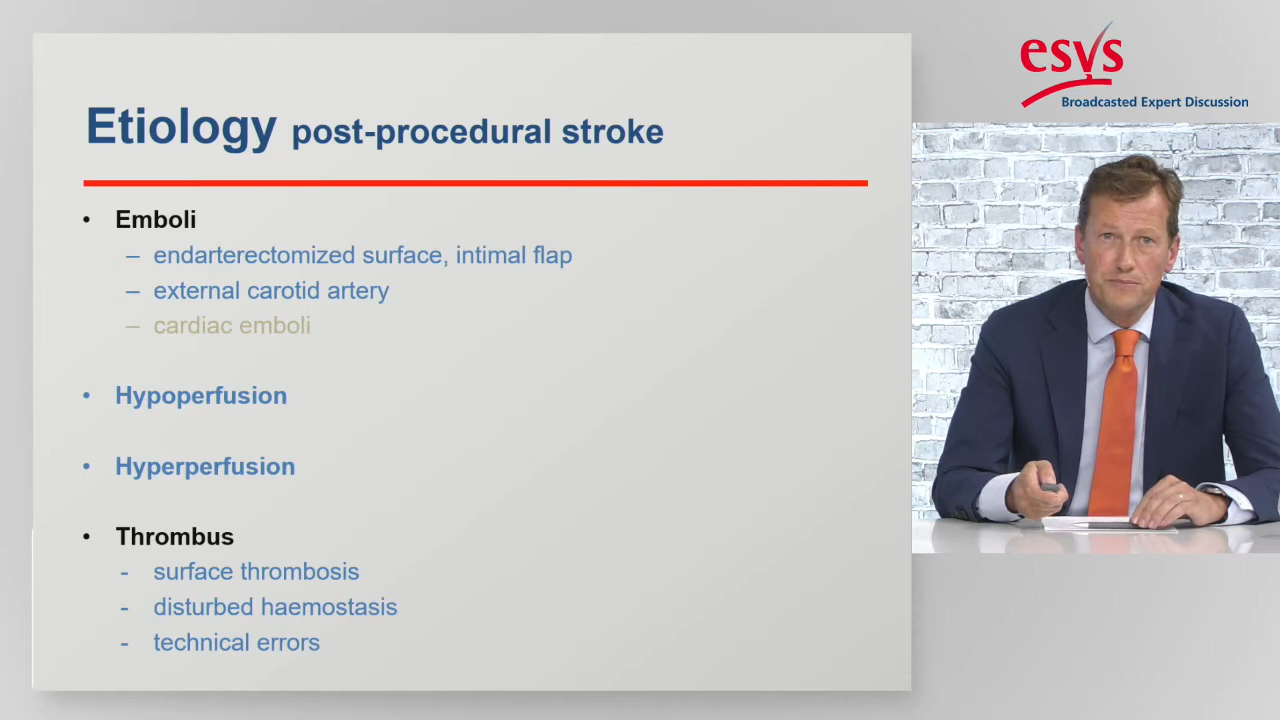 Etiology post-procedural stroke
• Emboli
– endarterectomized surface, intimal flap
– external carotid artery
– cardiac emboli
• Hypoperfusion
• Hyperperfusion
• Thrombus
- surface thrombosis
- disturbed haemostasis
- technical errors
esvs
Broadcasted Expert Discussion